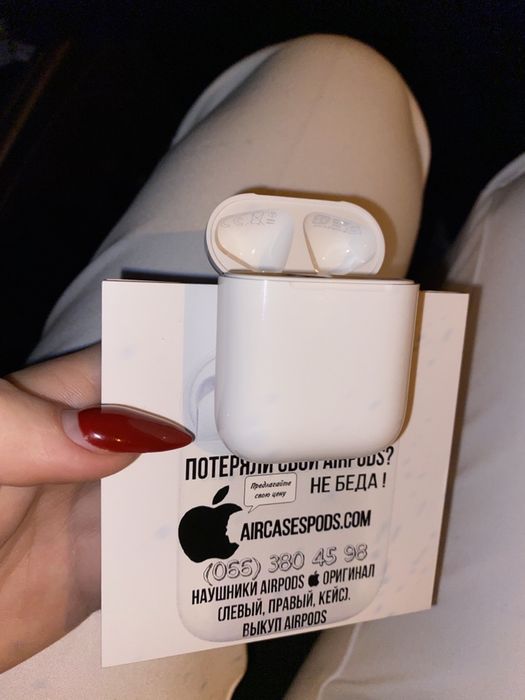 ПОТЕРЯЛИ СВОИ AIRPODS?
Предлагайте
свою цену
НЕ БЕДА !
AIRCASESPODS.COM
(066) 380 45 98
НАУШНИКИ AIRPODS ОРИГИНАЛ
(ЛЕВЫЙ, ПРАВЫЙ, КЕЙС).
ВЫКУП AIRPODS